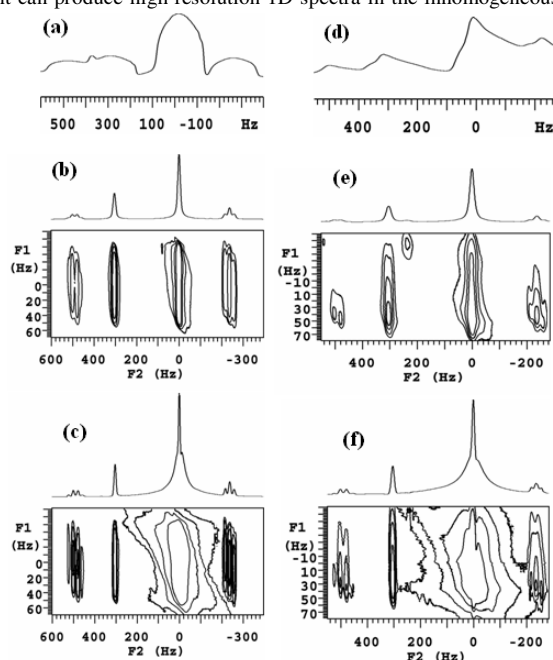 it can produce high resolution 1D spectra in the inhomogeneous
(a)
500 300 100 -100 Hz
(d)
400 200 0 Hz
(b)
F1
(Hz)
0
20
40
60
600 400 200 0 -300
F2 (Hz)
(e)
F1
(Hz)
-10
10
30
50
70
400 200 0 -200
F2 (Hz)
(c)
F1
(Hz)
0
20
40
60
600 400 200 0 -300
F2 (Hz)
(f)
F1
(Hz)
-10
10
30
50
70
400 200 0 -200
F2 (Hz)